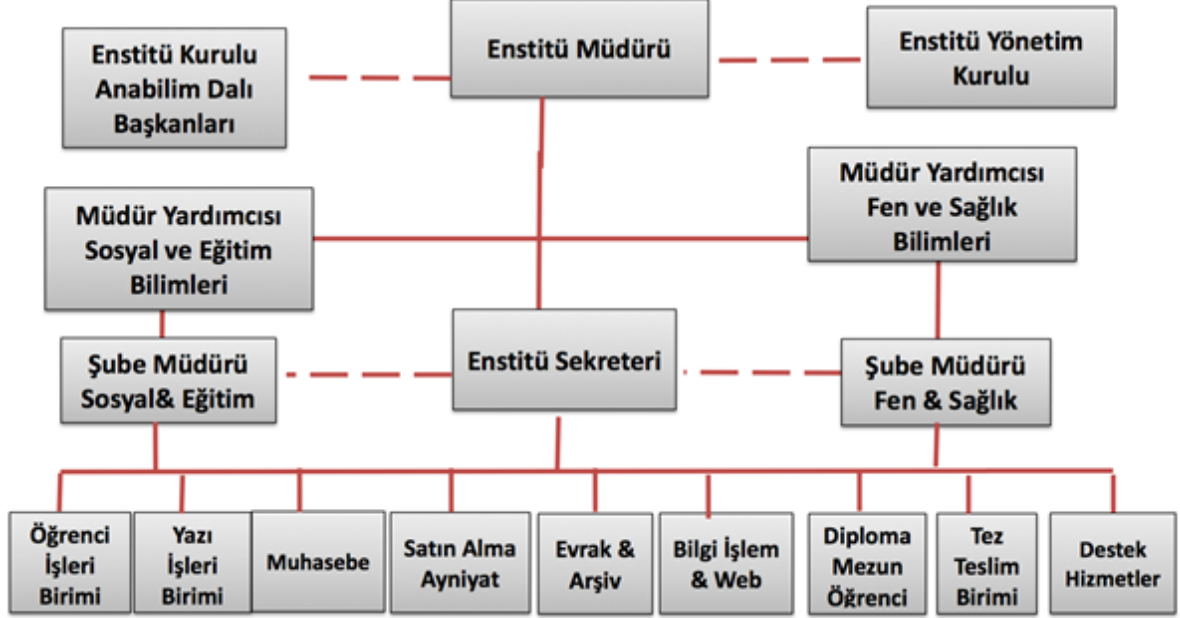 Enstitü Kurulu
Anabilim Dalı
Başkanları
Enstitü Müdürü
Enstitü Yönetim
Kurulu
Müdür Yardımcısı
Sosyal ve Eğitim
Bilimleri
Müdür Yardımcısı
Fen ve Sağlık
Bilimleri
Şube Müdürü
Sosyal& Eğitim
Enstitü Sekreteri
Şube Müdürü
Fen & Sağlık
Öğrenci
İşleri
Birimi
Yazı
İşleri
Birimi
Muhasebe
Satın Alma
Ayniyat
Evrak &
Arşiv
Bilgi İşlem
& Web
Diploma
Mezun
Öğrenci
Tez
Teslim
Birimi
Destek
Hizmetler